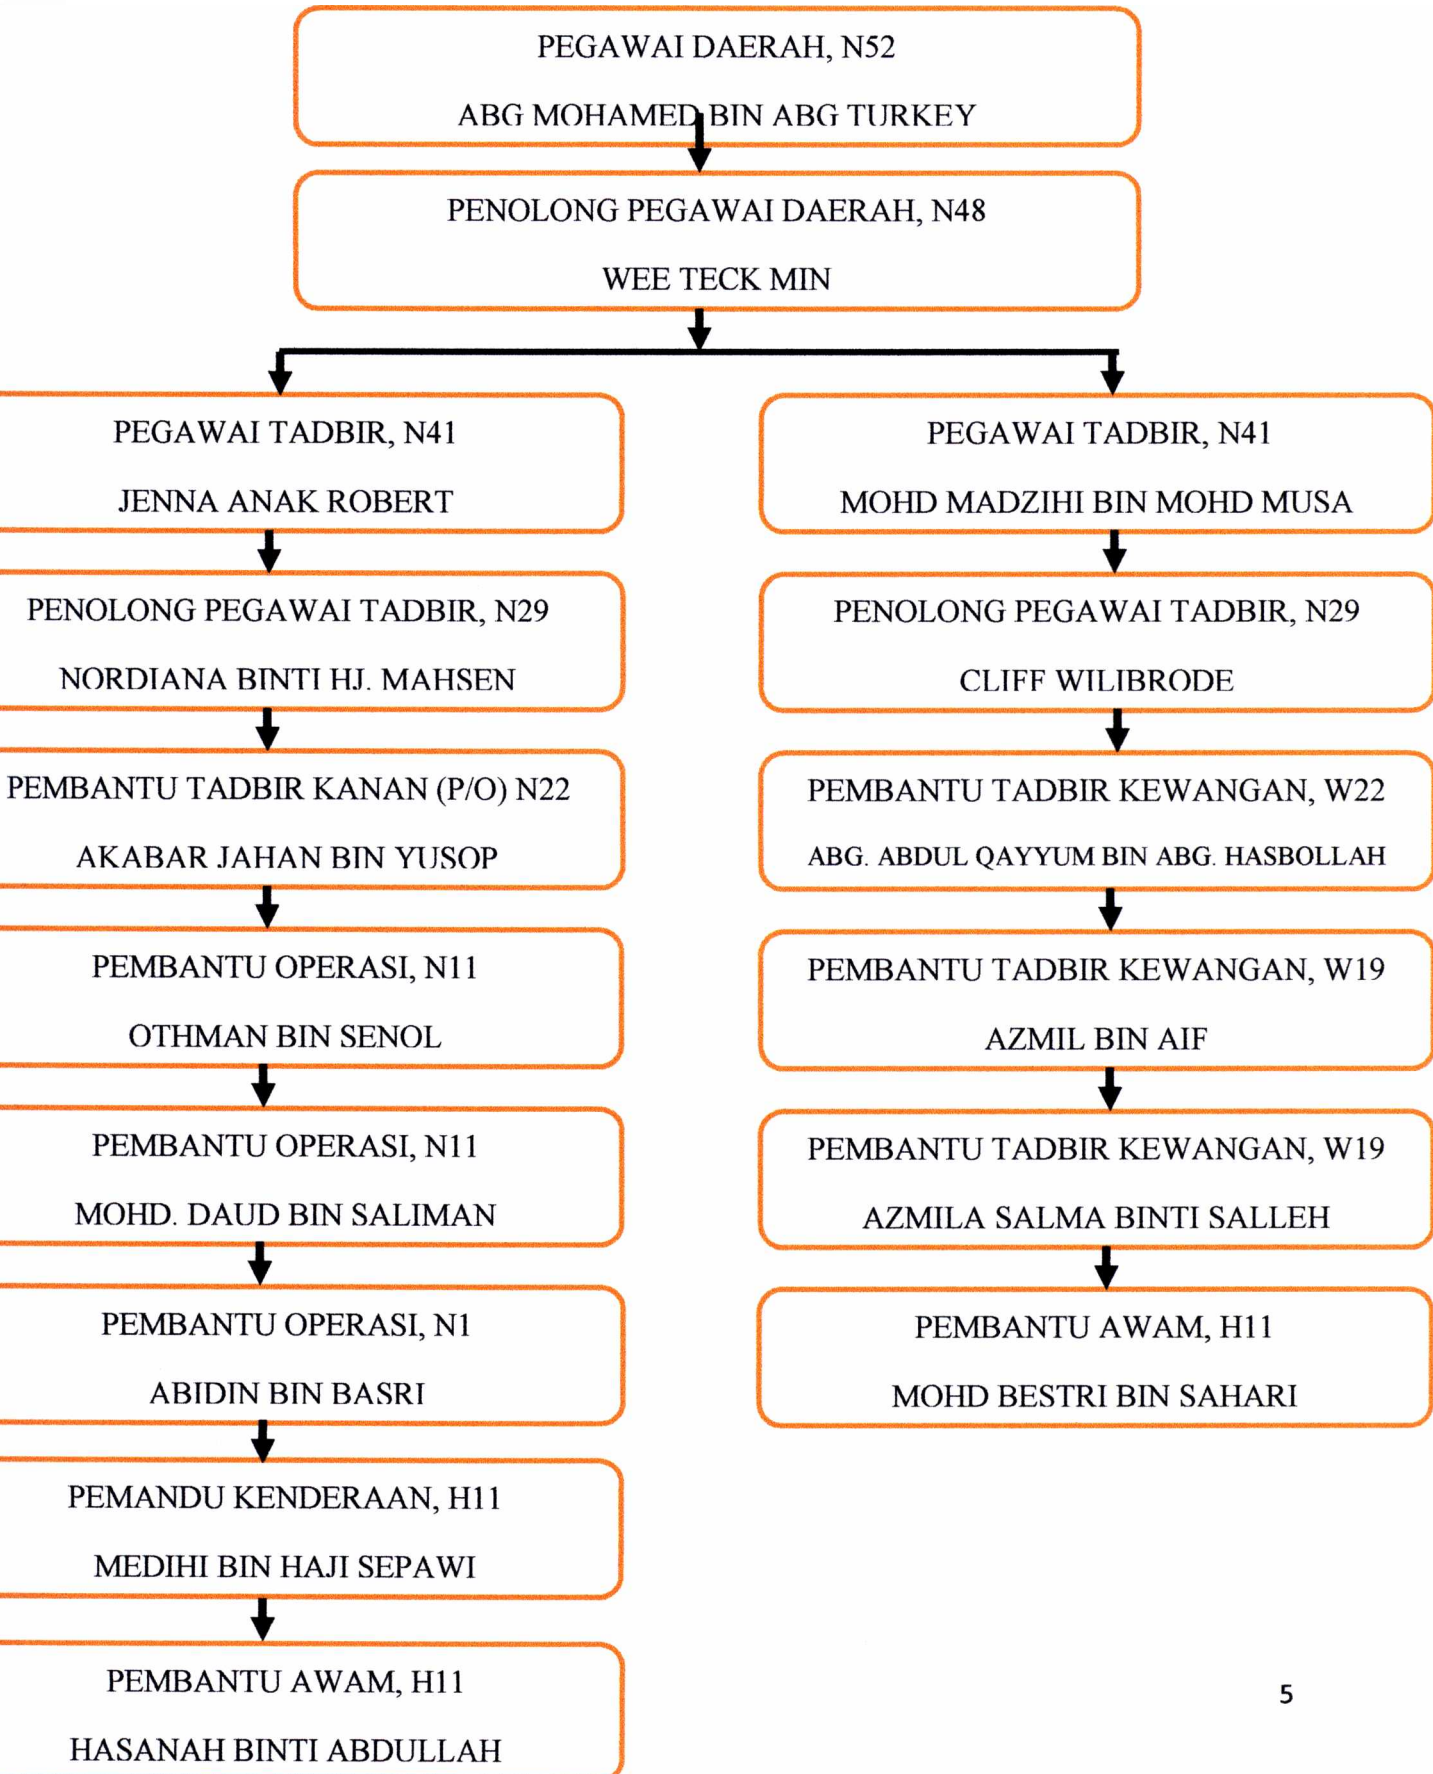 PEGAWAI DAERAH, N52
ABG MOHAMED BIN ABG TURKEY
PENOLONG PEGAWAI DAERAH, N48
WEE TECK MIN
PEGAWAI TADBIR, N41
JENNA ANAK ROBERT
PENOLONG PEGAWAI TADBIR, N29
NORDIANA BINTI HJ. MAHSEN
PEMBANTU TADBIR KANAN (P/O) N22
AKABAR JAHAN BIN YUSOP
PEMBANTU OPERASI, N11
OTHMAN BIN SENOL
PEMBANTU OPERASI, N11
MOHD. DAUD BIN SALIMAN
PEMBANTU OPERASI, N1
ABIDIN BIN BASRI
PEMANDU KENDERAAN, H11
MEDIHI BIN HAJI SEPAWI
PEMBANTU AWAM, H11
HASANAH BINTI ABDULLAH
PEGAWAI TADBIR, N41
MOHD MADZIHI BIN MOHD MUSA
PENOLONG PEGAWAI TADBIR, N29
CLIFF WILIBRODE
PEMBANTU TADBIR KEWANGAN, W22
ABG. ABDUL QAYYUM BIN ABG. HASBOLLAH
PEMBANTU TADBIR KEWANGAN, W19
AZMIL BIN AIF
PEMBANTU TADBIR KEWANGAN, W19
AZMILA SALMA BINTI SALLEH
PEMBANTU AWAM, H11
MOHD BESTRI BIN SAHARI
5